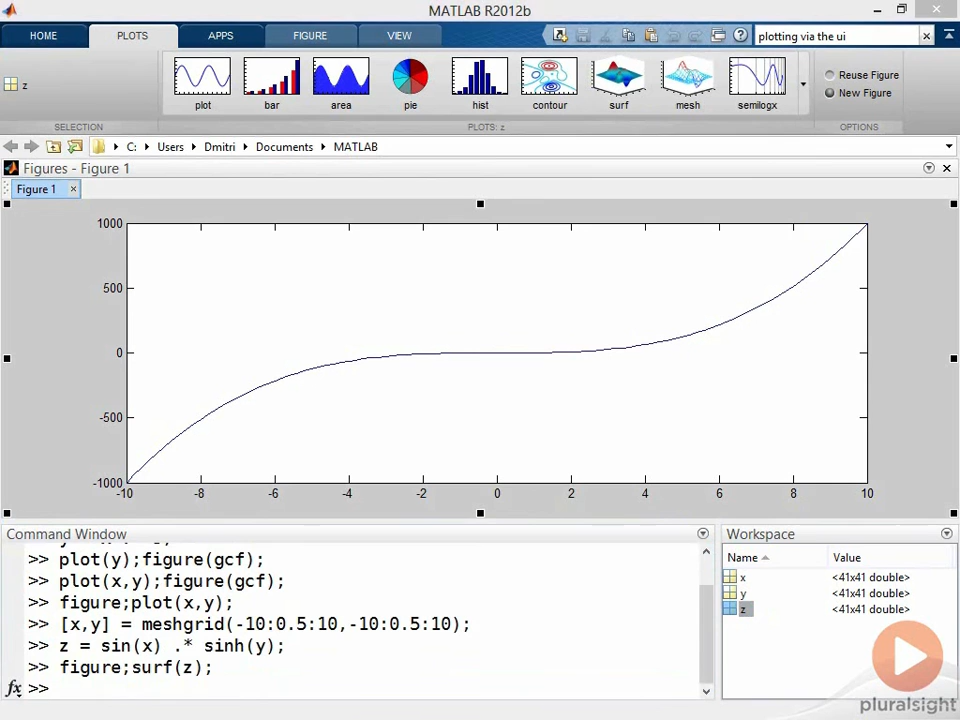 MATLAB R2012b
HOME PLOTS APPS FIGURE VIEW plotting via the ui
z
plot bar area pie hist contour surf mesh semilogx
Reuse Figure
New Figure
SELECTION PLOTS: z OPTIONS
C: Users Dmitri Documents MATLAB
Figures - Figure 1
Figure 1
1000
500
0
-500
-1000
-10 -8 -6 -4 -2 0 2 4 6 8 10
Command Window
>> plot(y);figure(gcf);
>> plot(x,y);figure(gcf);
>> figure;plot(x,y);
>> [x,y] = meshgrid(-10:0.5:10,-10:0.5:10);
>> z = sin(x) .* sinh(y);
>> figure;surf(z);
fx >>
Workspace
Name Value
x <41x41 double>
y <41x41 double>
z <41x41 double>
pluralsight